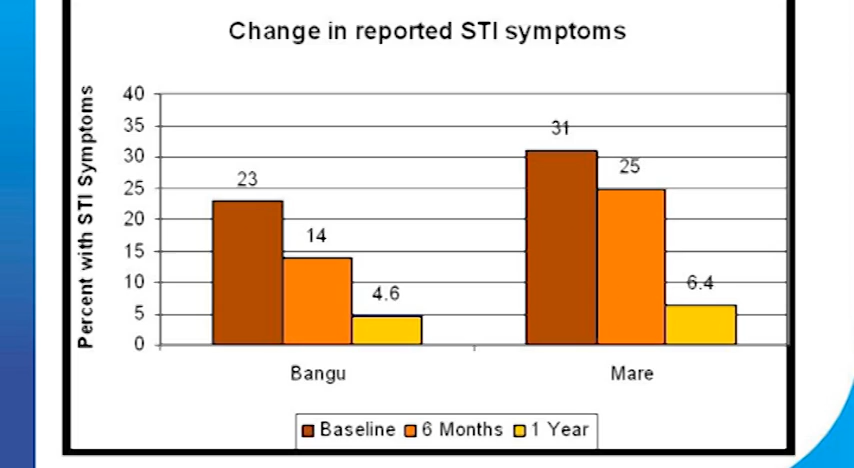 Change in reported STI symptoms
Percent with STI Symptoms
40
35
30
25
20
15
10
5
0
23
14
4.6
31
25
6.4
Bangu
Mare
Baseline
6 Months
1 Year